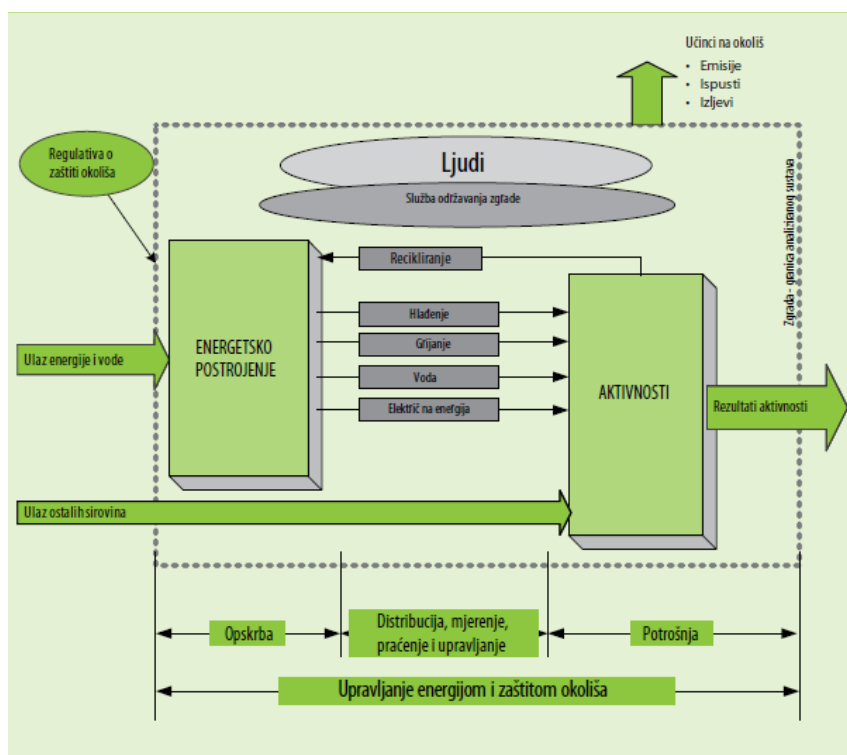 Učinci na okoliš
• Emisije
• Ispusti
• Izljevi
Regulativa o
zaštiti okoliša
Ljudi
Služba održavanja zgrade
Zgrada - granica analiziranog sustava
Recikliranje
Hlađenje
Grijanje
Voda
Električ na energija
ENERGETSKO
POSTROJENJE
AKTIVNOSTI
Ulaz energije i vode
Rezultati aktivnosti
Ulaz ostalih sirovina
Opskrba
Distribucija, mjerenje,
praćenje i upravljanje
Potrošnja
Upravljanje energijom i zaštitom okoliša